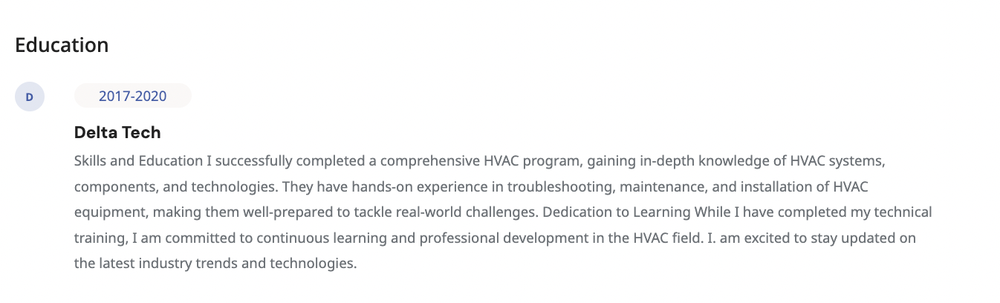 Education
D
2017-2020
Delta Tech
Skills and Education I successfully completed a comprehensive HVAC program, gaining in-depth knowledge of HVAC systems,
components, and technologies. They have hands-on experience in troubleshooting, maintenance, and installation of HVAC
equipment, making them well-prepared to tackle real-world challenges. Dedication to Learning While I have completed my technical
training, I am committed to continuous learning and professional development in the HVAC field. I. am excited to stay updated on
the latest industry trends and technologies.